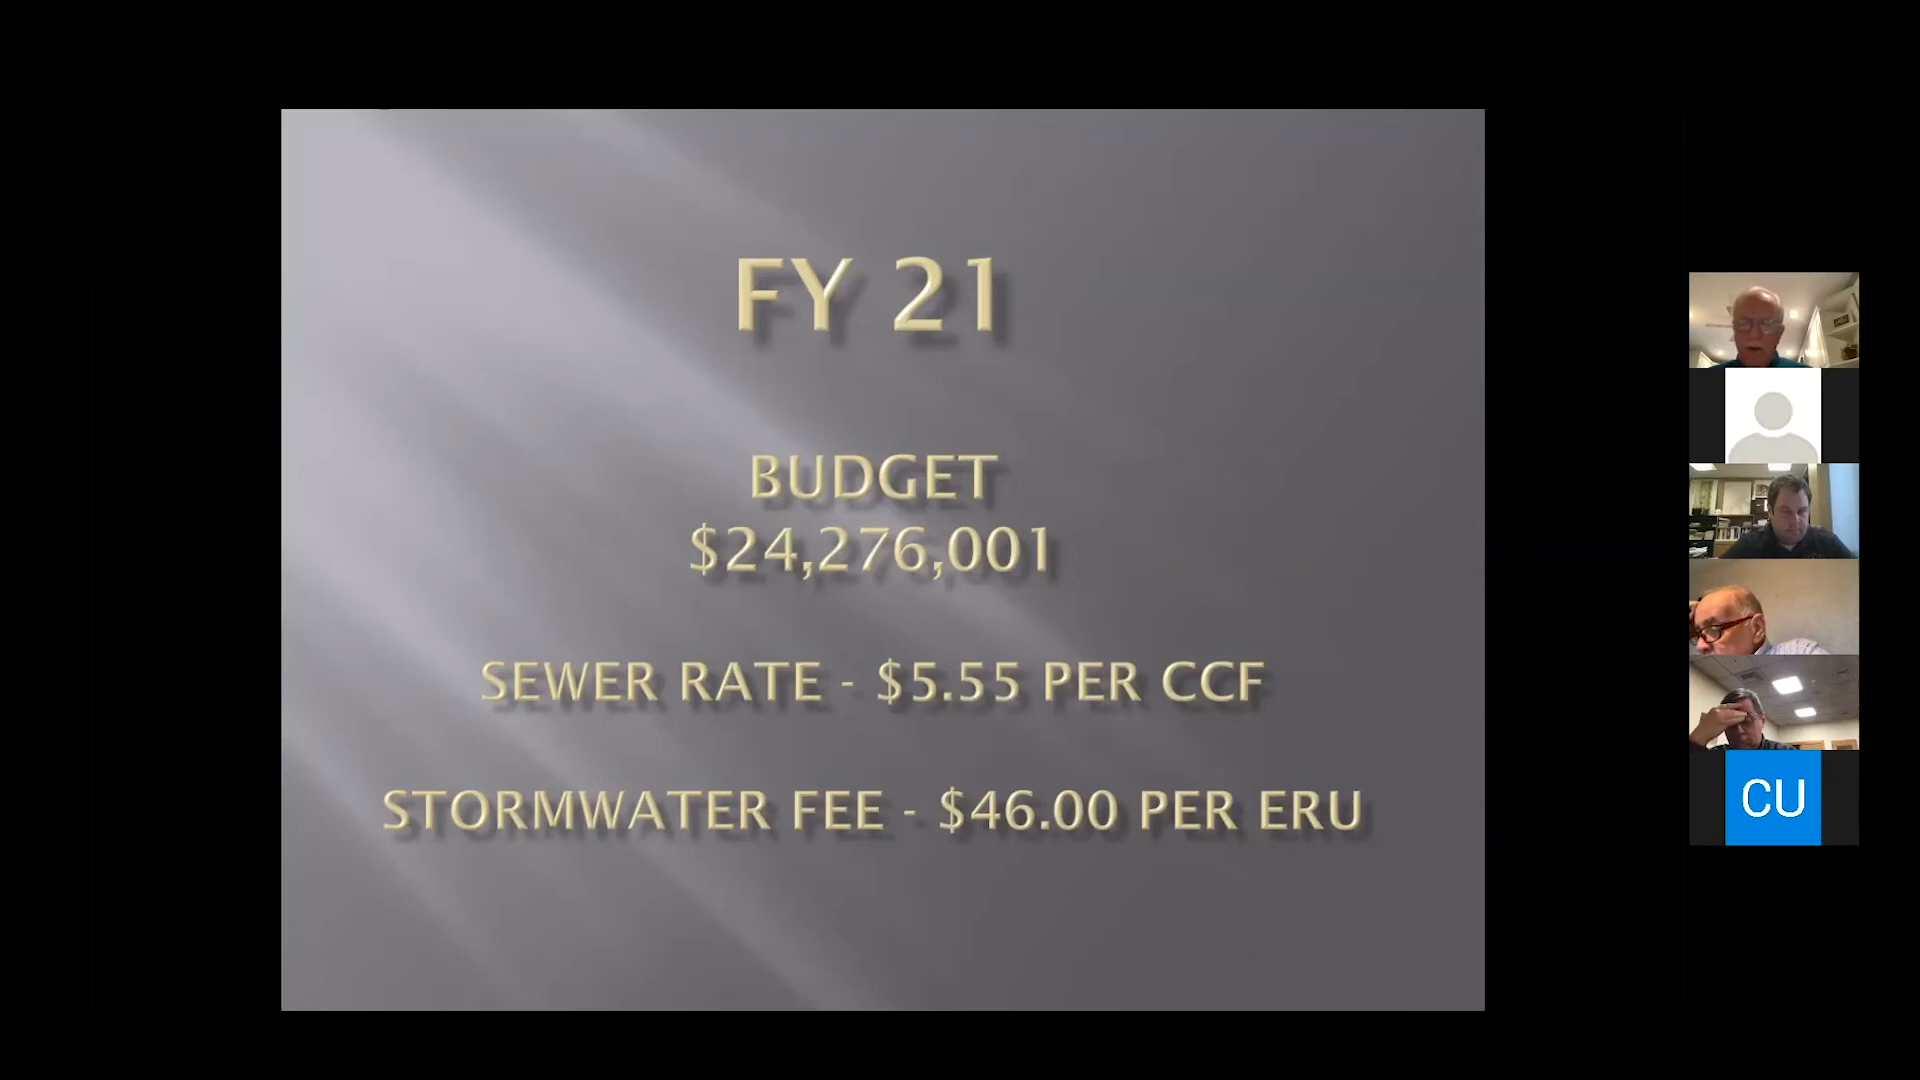 FY 21
BUDGET
$24,276,001
SEWER RATE - $5.55 PER CCF
STORMWATER FEE - $46.00 PER ERU
CU